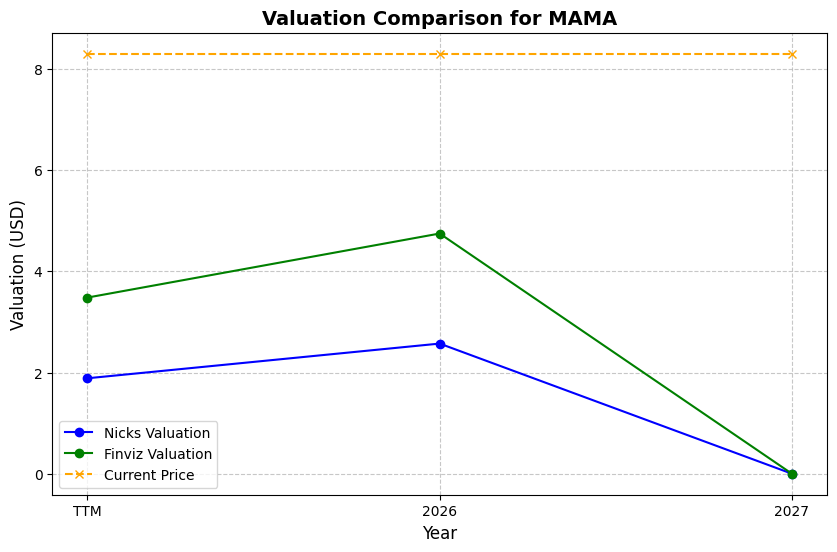 Valuation Comparison for MAMA
Valuation (USD)
8
6
4
2
0
Nicks Valuation
Finviz Valuation
Current Price
TTM
2026
2027
Year